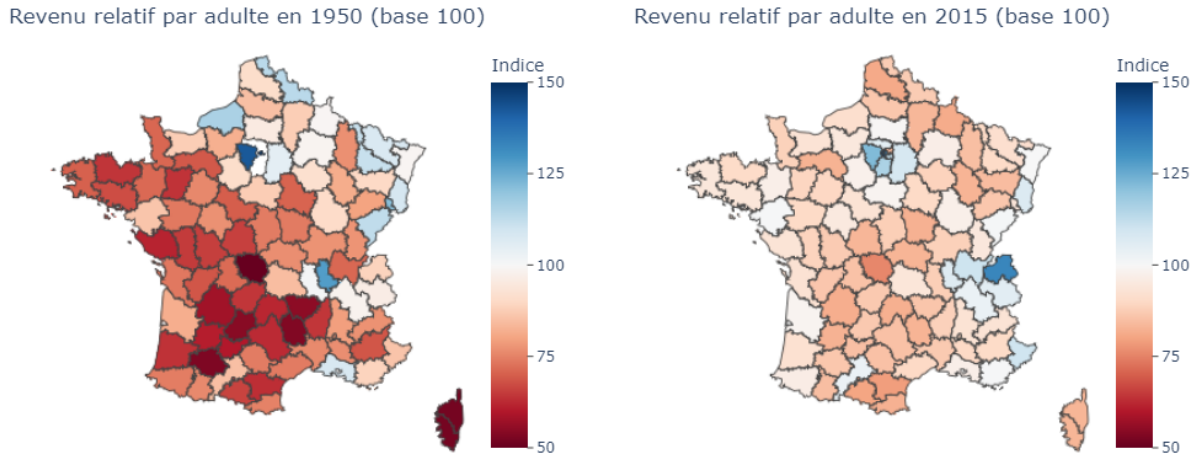 Revenu relatif par adulte en 1950 (base 100)
Indice
150
125
100
75
50
Revenu relatif par adulte en 2015 (base 100)
Indice
150
125
100
75
50